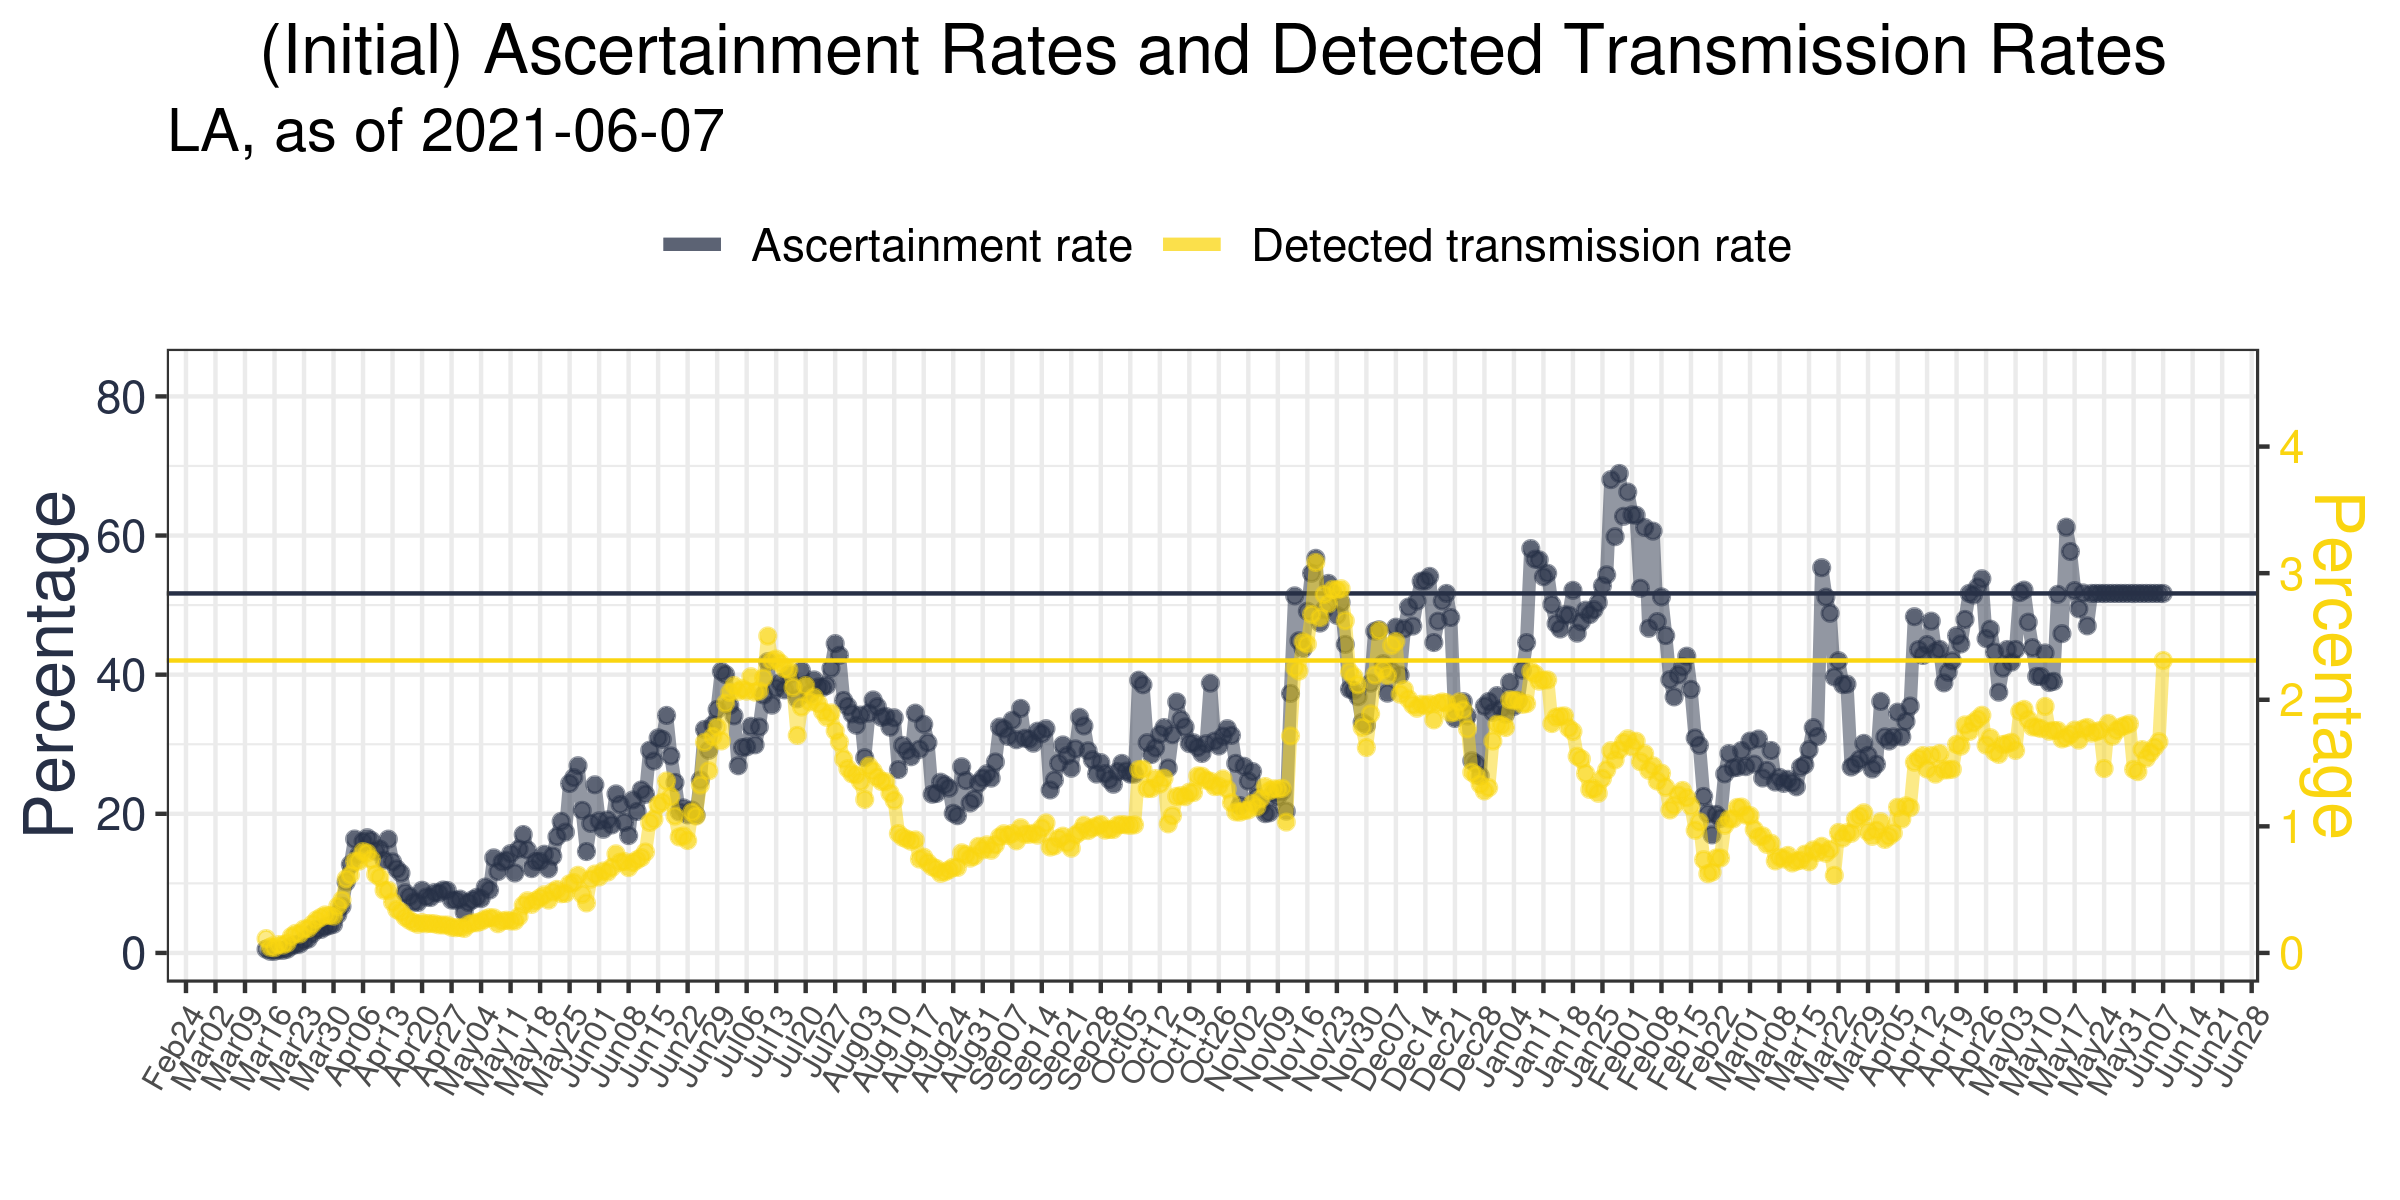 (Initial) Ascertainment Rates and Detected Transmission Rates
LA, as of 2021-06-07
Ascertainment rate
Detected transmission rate
Percentage
80
60
40
20
0
4
3
2
1
0
Percentage
Feb24
Mar02
Mar09
Mar16
Mar23
Mar30
Apr06
Apr13
Apr20
Apr27
May04
May11
May18
May25
Jun01
Jun08
Jun15
Jun22
Jun29
Jul06
Jul13
Jul20
Jul27
Aug03
Aug10
Aug17
Aug24
Aug31
Sep07
Sep14
Sep21
Sep28
Oct05
Oct12
Oct19
Oct26
Nov02
Nov09
Nov16
Nov23
Nov30
Dec07
Dec14
Dec21
Dec28
Jan04
Jan11
Jan18
Jan25
Feb01
Feb08
Feb15
Feb22
Mar01
Mar08
Mar15
Mar22
Mar29
Apr05
Apr12
Apr19
Apr26
May03
May10
May17
May24
May31
Jun07
Jun14
Jun21
Jun28